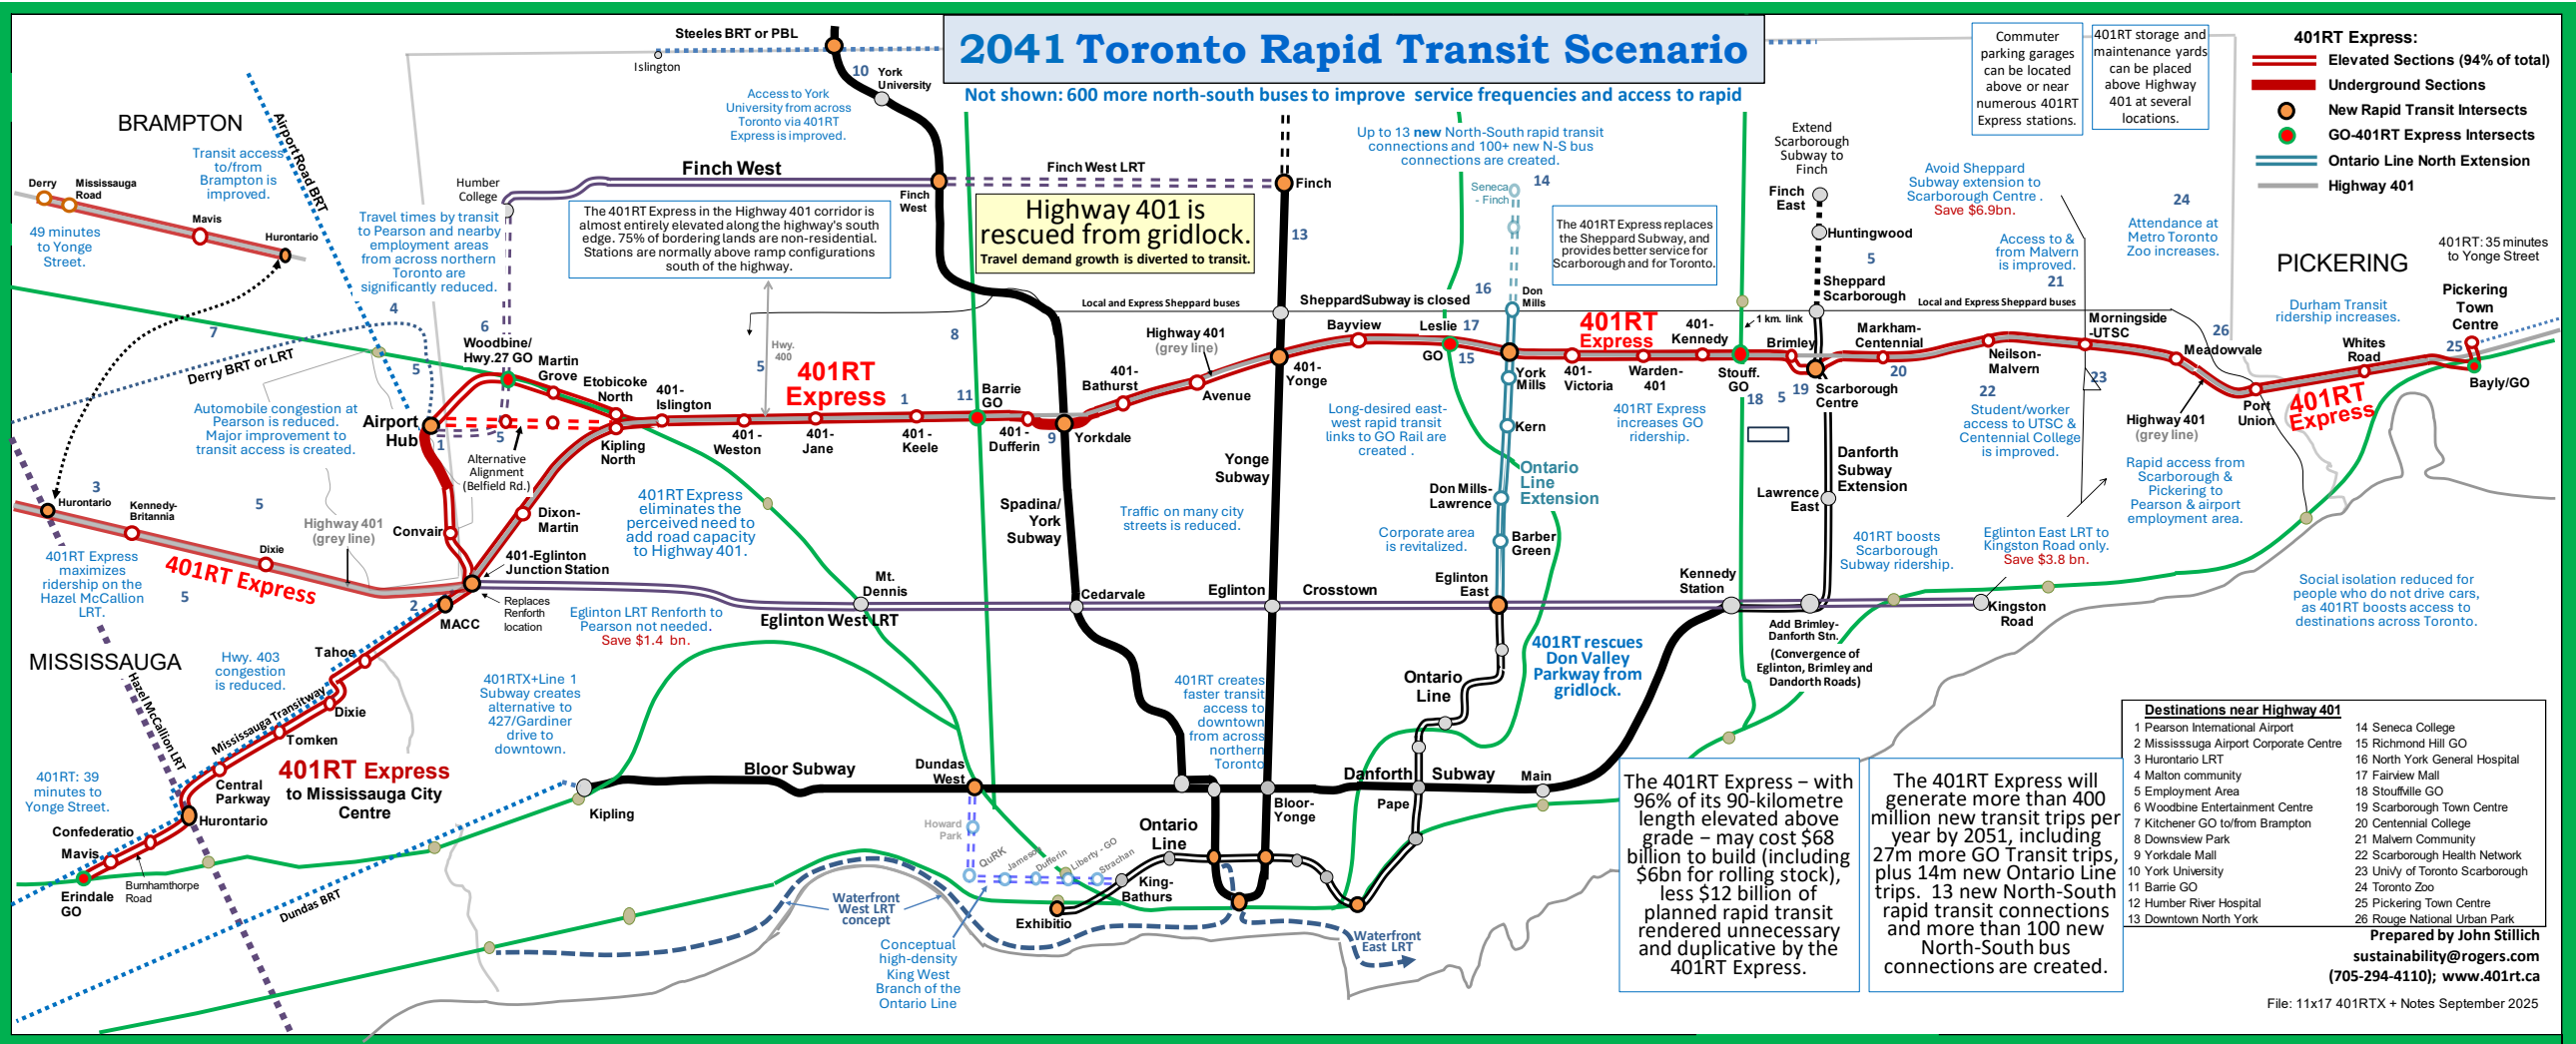 2041 Toronto Rapid Transit Scenario
Not shown: 600 more north-south buses to improve service frequencies and access to rapid
Steeles BRT or PBL
Islington
10
York
University
Access to York
University from across
Toronto via 401RT
Express is improved.
Commuter
parking garages
can be located
above or near
numerous 401RT
Express stations.
401RT storage and
maintenance yards
can be placed
above Highway
401 at several
locations.
401RT Express:
Elevated Sections (94% of total)
Underground Sections
New Rapid Transit Intersects
GO-401RT Express Intersects
Ontario Line North Extension
Highway 401
BRAMPTON
Airport Road BRT
Transit access
to/from
Brampton is
improved.
Derry
Mississauga
Road
Mavis
Hurontario
49 minutes
to Yonge
Street.
Travel times by transit
to Pearson and nearby
employment areas
from across northern
Toronto are
significantly reduced.
Humber
College
Finch West
Finch
West
Finch West LRT
Finch
The 401RT Express in the Highway 401 corridor is
almost entirely elevated along the highway's south
edge. 75% of bordering lands are non-residential.
Stations are normally above ramp configurations
south of the highway.
Highway 401 is
rescued from gridlock.
Travel demand growth is diverted to transit.
13
Up to 13 new North-South rapid transit
connections and 100+ new N-S bus
connections are created.
Seneca
- Finch
14
The 401RT Express replaces
the Sheppard Subway, and
provides better service for
Scarborough and for Toronto.
Extend
Scarborough
Subway to
Finch
Finch
East
Huntingwood
5
Sheppard
Scarborough
Avoid Sheppard
Subway extension to
Scarborough Centre .
Save $6.9bn.
Access to &
from Malvern
is improved.
21
24
Attendance at
Metro Toronto
Zoo increases.
PICKERING
401RT: 35 minutes
to Yonge Street
Pickering
Town
Centre
Durham Transit
ridership increases.
25
Bayly/GO
7
4
Derry BRT or LRT
5
6
Woodbine/
Hwy.27 GO
Martin
Grove
Etobicoke
North
401-
Islington
Hwy.
400
5
401RT
Express
401 -
Weston
401 -
Jane
1
401 -
Keele
8
11
Barrie
GO
401 -
Dufferin
9
Yorkdale
401-
Bathurst
Highway 401
(grey line)
Avenue
Local and Express Sheppard buses
401-
Yonge
SheppardSubway is closed
Bayview
16
Leslie
GO
17
15
Don
Mills
York
Mills
401RT
Express
401-
Victoria
Warden-
401
401-
Kennedy
1 km. link
Stouff.
GO
18
5
19
Brimley
Scarborough
Centre
Markham-
Centennial
20
Local and Express Sheppard buses
Neilson-
Malvern
22
Morningside
-UTSC
23
26
Meadowvale
Highway 401
(grey line)
Port
Union
401RT
Express
Whites
Road
Automobile congestion at
Pearson is reduced.
Major improvement to
transit access is created.
Airport
Hub
1
5
Alternative
Alignment
(Belfield Rd.)
Kipling
North
3
Hurontario
Kennedy-
Britannia
5
Highway 401
(grey line)
Dixie
Convair
Dixon-
Martin
401-Eglinton
Junction Station
Replaces
Renforth
location
401RT Express
401RT Express
maximizes
ridership on the
Hazel McCallion
LRT.
5
2
MACC
401RT Express
eliminates the
perceived need to
add road capacity
to Highway 401.
Eglinton LRT Renforth to
Pearson not needed.
Save $1.4 bn.
Mt.
Dennis
Eglinton West LRT
Spadina/
York
Subway
Cedarvale
Traffic on many city
streets is reduced.
Yonge
Subway
Eglinton
Crosstown
Long-desired east-
west rapid transit
links to GO Rail are
created .
Kern
Ontario
Line
Extension
Don Mills-
Lawrence
Corporate area
is revitalized.
Barber
Green
Eglinton
East
401RT Express
increases GO
ridership.
Danforth
Subway
Extension
Lawrence
East
Kennedy
Station
Student/worker
access to UTSC &
Centennial College
is improved.
Rapid access from
Scarborough &
Pickering to
Pearson & airport
employment area.
401RT boosts
Scarborough
Subway ridership.
Eglinton East LRT to
Kingston Road only.
Save $3.8 bn.
Kingston
Road
Social isolation reduced for
people who do not drive cars,
as 401RT boosts access to
destinations across Toronto.
Add Brimley-
Danforth Stn.
(Convergence of
Eglinton, Brimley and
Dandorth Roads)
MISSISSAUGA
Hazel McCallion LRT
Hwy. 403
congestion
is reduced.
Tahoe
Dixie
Mississauga Transitway
Tomken
Central
Parkway
Hurontario
401RT Express
to Mississauga City
Centre
401RT: 39
minutes to
Yonge Street.
Confederatio
Mavis
Burnhamthorpe
Road
Erindale
GO
Dundas BRT
401RTX+Line 1
Subway creates
alternative to
427/Gardiner
drive to
downtown.
Kipling
Bloor Subway
Dundas
West
Howard
Park
QuRK
Jameson
Dufferin
Liberty - GO
Strachan
Waterfront
West LRT
concept
Conceptual
high-density
King West
Branch of the
Ontario Line
Exhibitio
King-
Bathurs
Ontario
Line
401RT creates
faster transit
access to
downtown
from across
northern
Toronto
Bloor-
Yonge
Danforth
Subway
Pape
Main
Ontario
Line
401RT rescues
Don Valley
Parkway from
gridlock.
Waterfront
East LRT
The 401RT Express – with
96% of its 90-kilometre
length elevated above
grade – may cost $68
billion to build (including
$6bn for rolling stock),
less $12 billion of
planned rapid transit
rendered unnecessary
and duplicative by the
401RT Express.
The 401RT Express will
generate more than 400
million new transit trips per
year by 2051, including
27m more GO Transit trips,
plus 14m new Ontario Line
trips. 13 new North-South
rapid transit connections
and more than 100 new
North-South bus
connections are created.
Destinations near Highway 401
1 Pearson International Airport
2 Mississsuga Airport Corporate Centre
3 Hurontario LRT
4 Malton community
5 Employment Area
6 Woodbine Entertainment Centre
7 Kitchener GO to/from Brampton
8 Downsview Park
9 Yorkdale Mall
10 York University
11 Barrie GO
12 Humber River Hospital
13 Downtown North York
14 Seneca College
15 Richmond Hill GO
16 North York General Hospital
17 Fairview Mall
18 Stouffville GO
19 Scarborough Town Centre
20 Centennial College
21 Malvern Community
22 Scarborough Health Network
23 Univ/y of Toronto Scarborough
24 Toronto Zoo
25 Pickering Town Centre
26 Rouge National Urban Park
Prepared by John Stillich
sustainability@rogers.com
(705-294-4110); www.401rt.ca
File: 11x17 401RTX + Notes September 2025